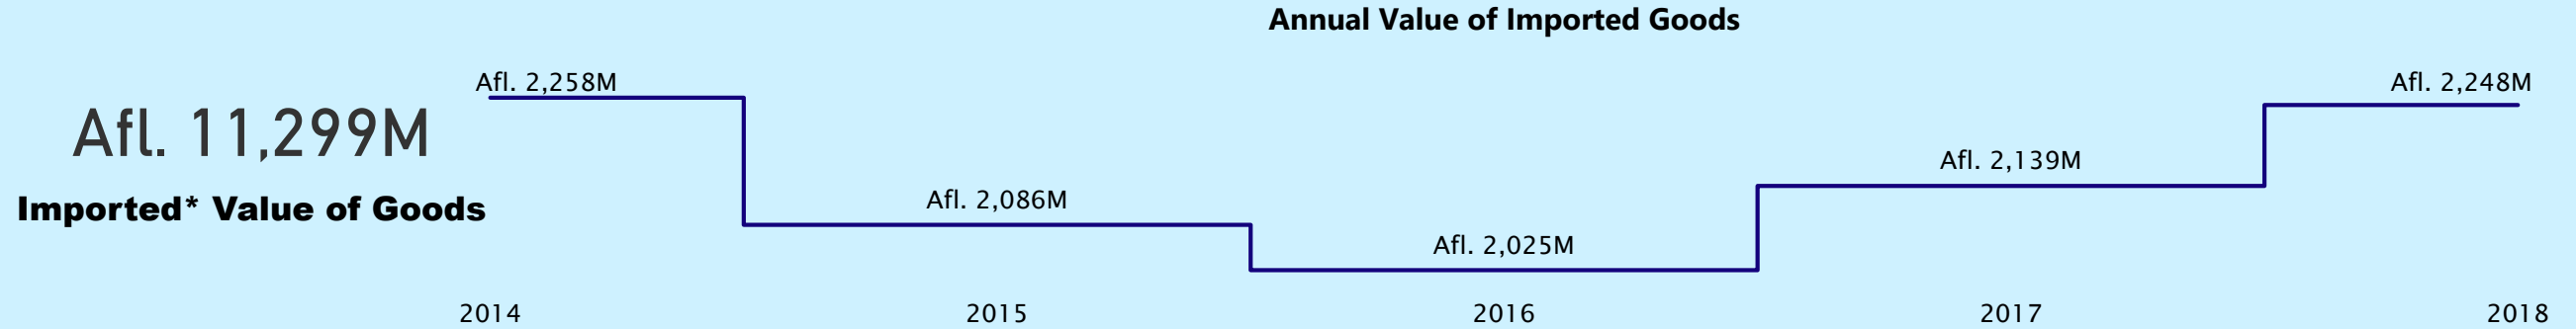 Annual Value of Imported Goods
Afl. 11,299M
Imported* Value of Goods
Afl. 2,258M
Afl. 2,086M
Afl. 2,025M
Afl. 2,139M
Afl. 2,248M
2014
2015
2016
2017
2018